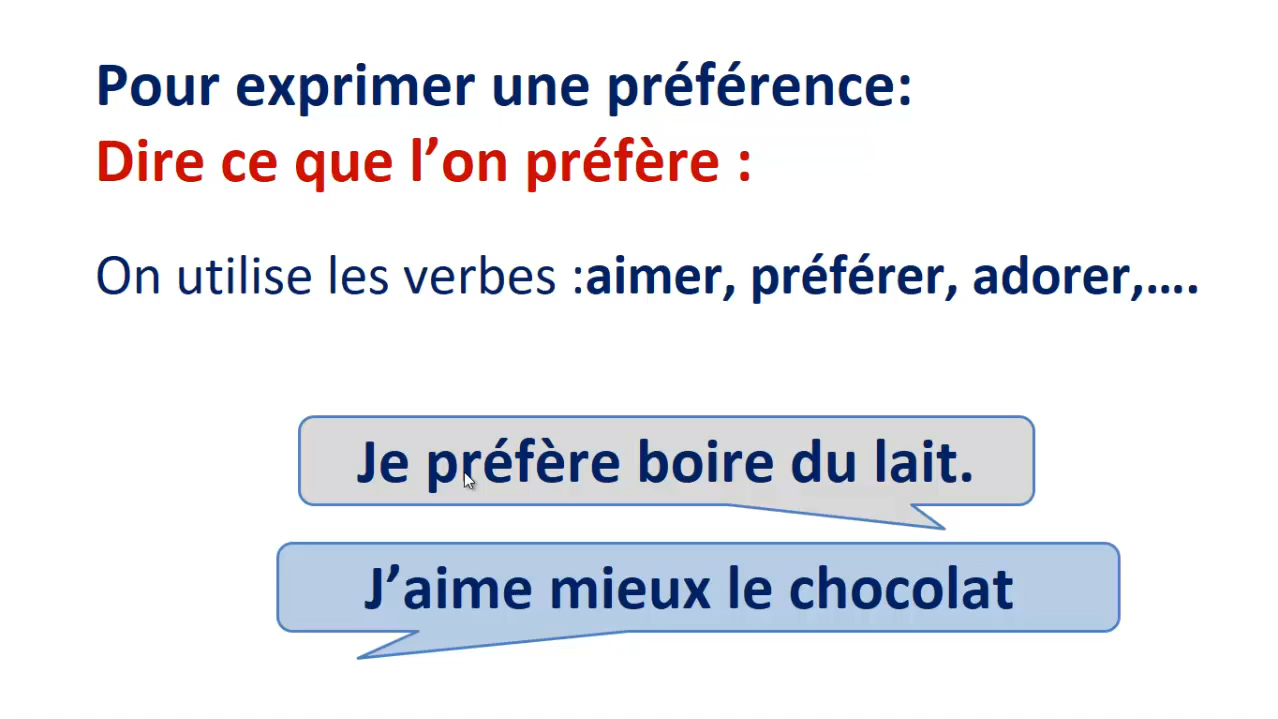 Pour exprimer une préférence:
Dire ce que l’on préfère :
On utilise les verbes :aimer, préférer, adorer,....
Je préfère boire du lait.
J’aime mieux le chocolat